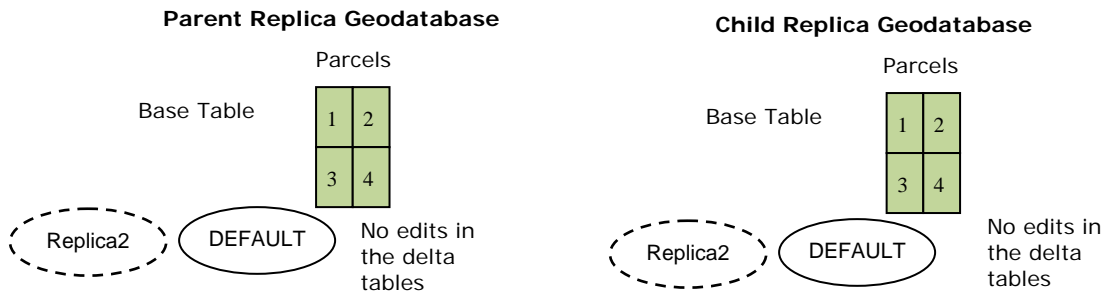 Parent Replica Geodatabase
Parcels
Base Table
1 2
3 4
Replica2
DEFAULT
No edits in
the delta
tables
Child Replica Geodatabase
Parcels
Base Table
1 2
3 4
Replica2
DEFAULT
No edits in
the delta
tables